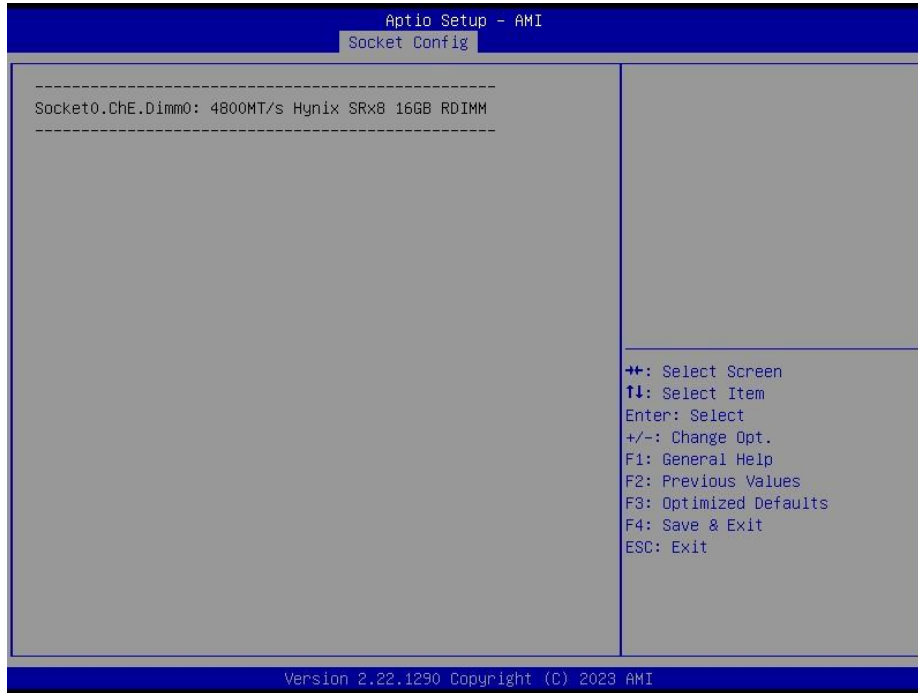 Aptio Setup - AMI
Socket Config
--------------------------------------------------
Socket0.ChE.Dimm0: 4800MT/s Hynix SRx8 16GB RDIMM
--------------------------------------------------
→←: Select Screen
↑↓: Select Item
Enter: Select
+/-: Change Opt.
F1: General Help
F2: Previous Values
F3: Optimized Defaults
F4: Save & Exit
ESC: Exit
Version 2.22.1290 Copyright (C) 2023 AMI